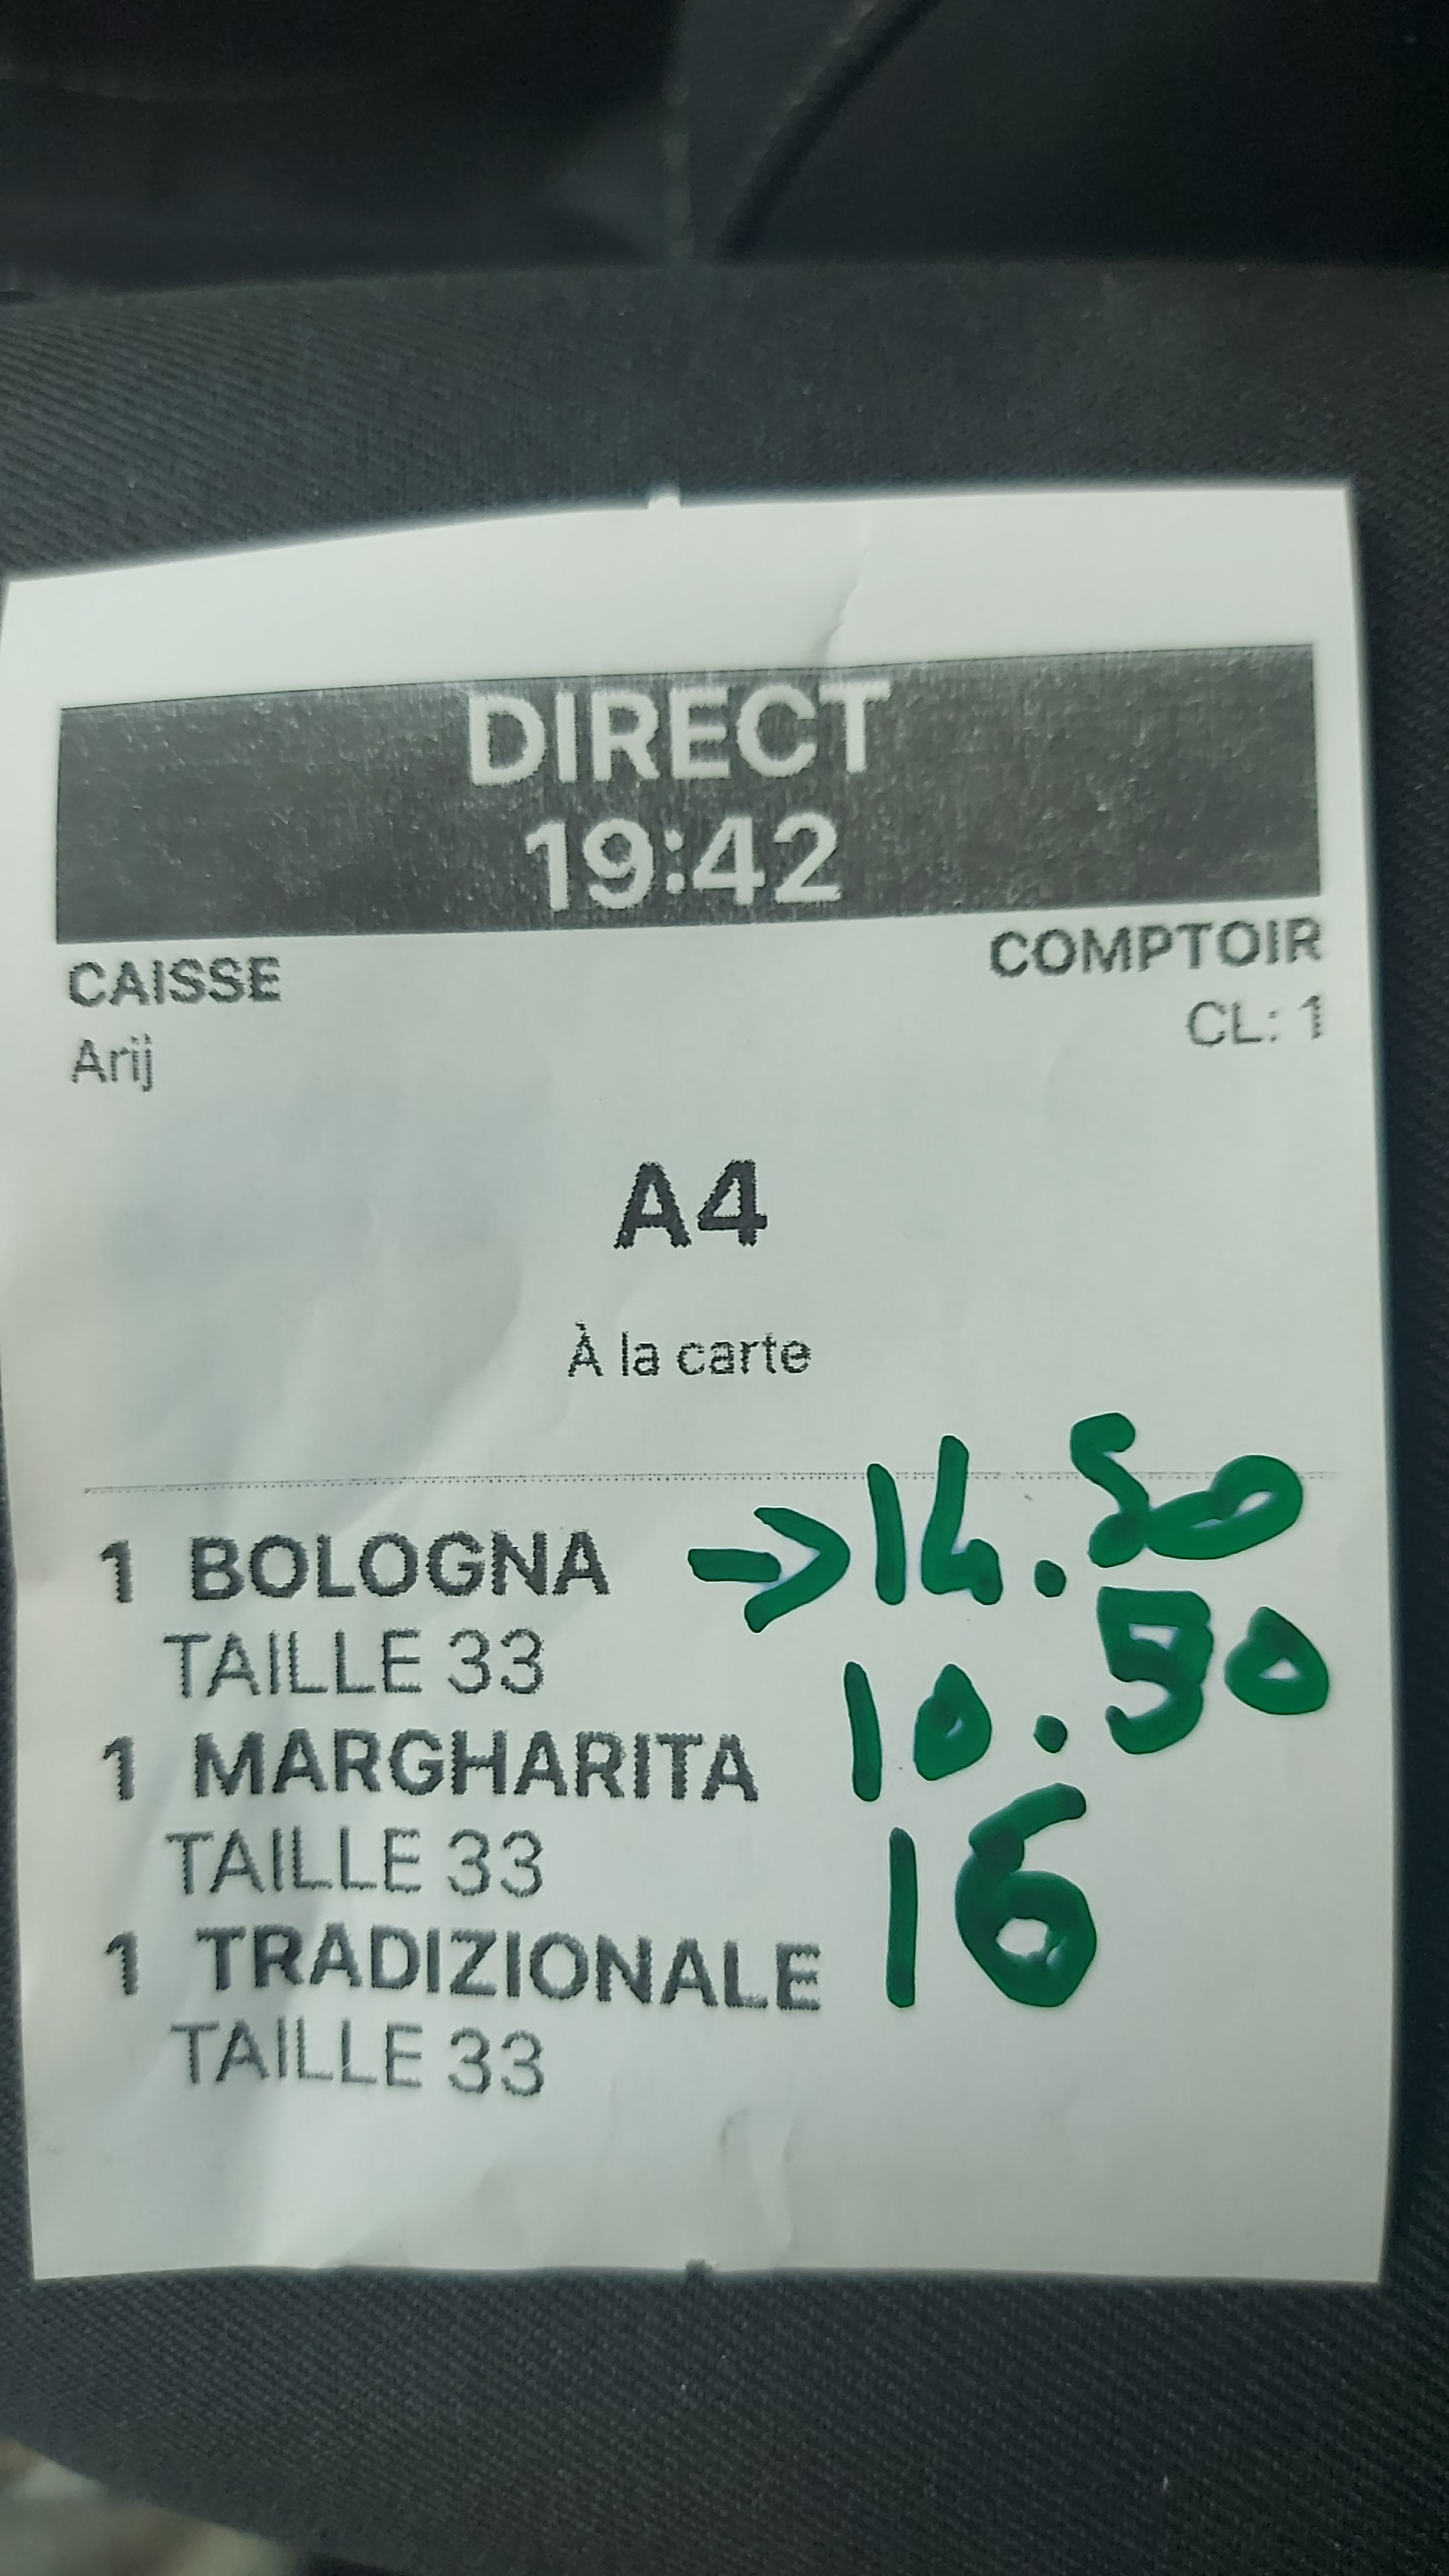 DIRECT
19:42
CAISSE COMPTOIR
Arij CL: 1
A4
À la carte
1 BOLOGNA → 14.50
TAILLE 33
1 MARGHARITA 10.50
TAILLE 33
1 TRADIZIONALE 16
TAILLE 33